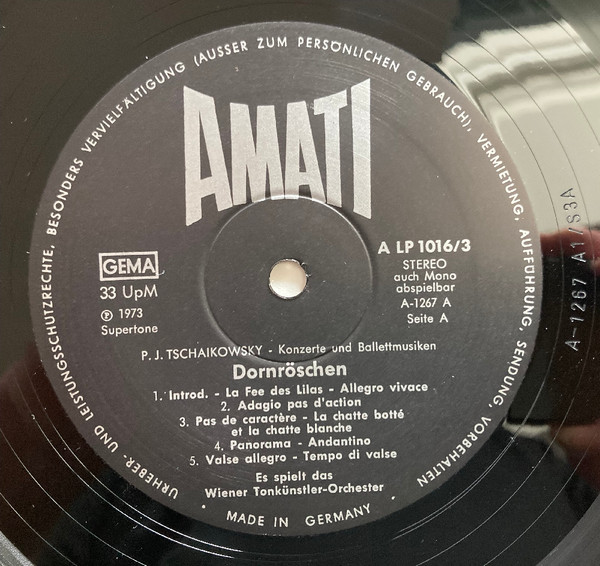 URHEBER- UND LEISTUNGSSCHUTZRECHTE, BESONDERS VERVIELFÄLTIGUNG (AUSSER ZUM PERSÖNLICHEN GEBRAUCH), VERMIETUNG, AUFFÜHRUNG, SENDUNG, VORBEHALTEN
AMATI
A LP 1016/3
STEREO
auch Mono
abspielbar
A-1267 A
Seite A
GEMA
33 UpM
℗ 1973
Supertone
P. J. TSCHAIKOWSKY - Konzerte und Ballettmusiken
Dornröschen
1. Introd. - La Fee des Lilas - Allegro vivace
2. Adagio pas d'action
3. Pas de caractère - La chatte botté
et la chatte blanche
4. Panorama - Andantino
5. Valse allegro - Tempo di valse
Es spielt das
Wiener Tonkünstler-Orchester
• MADE IN GERMANY •
A-1267 A1/S3A